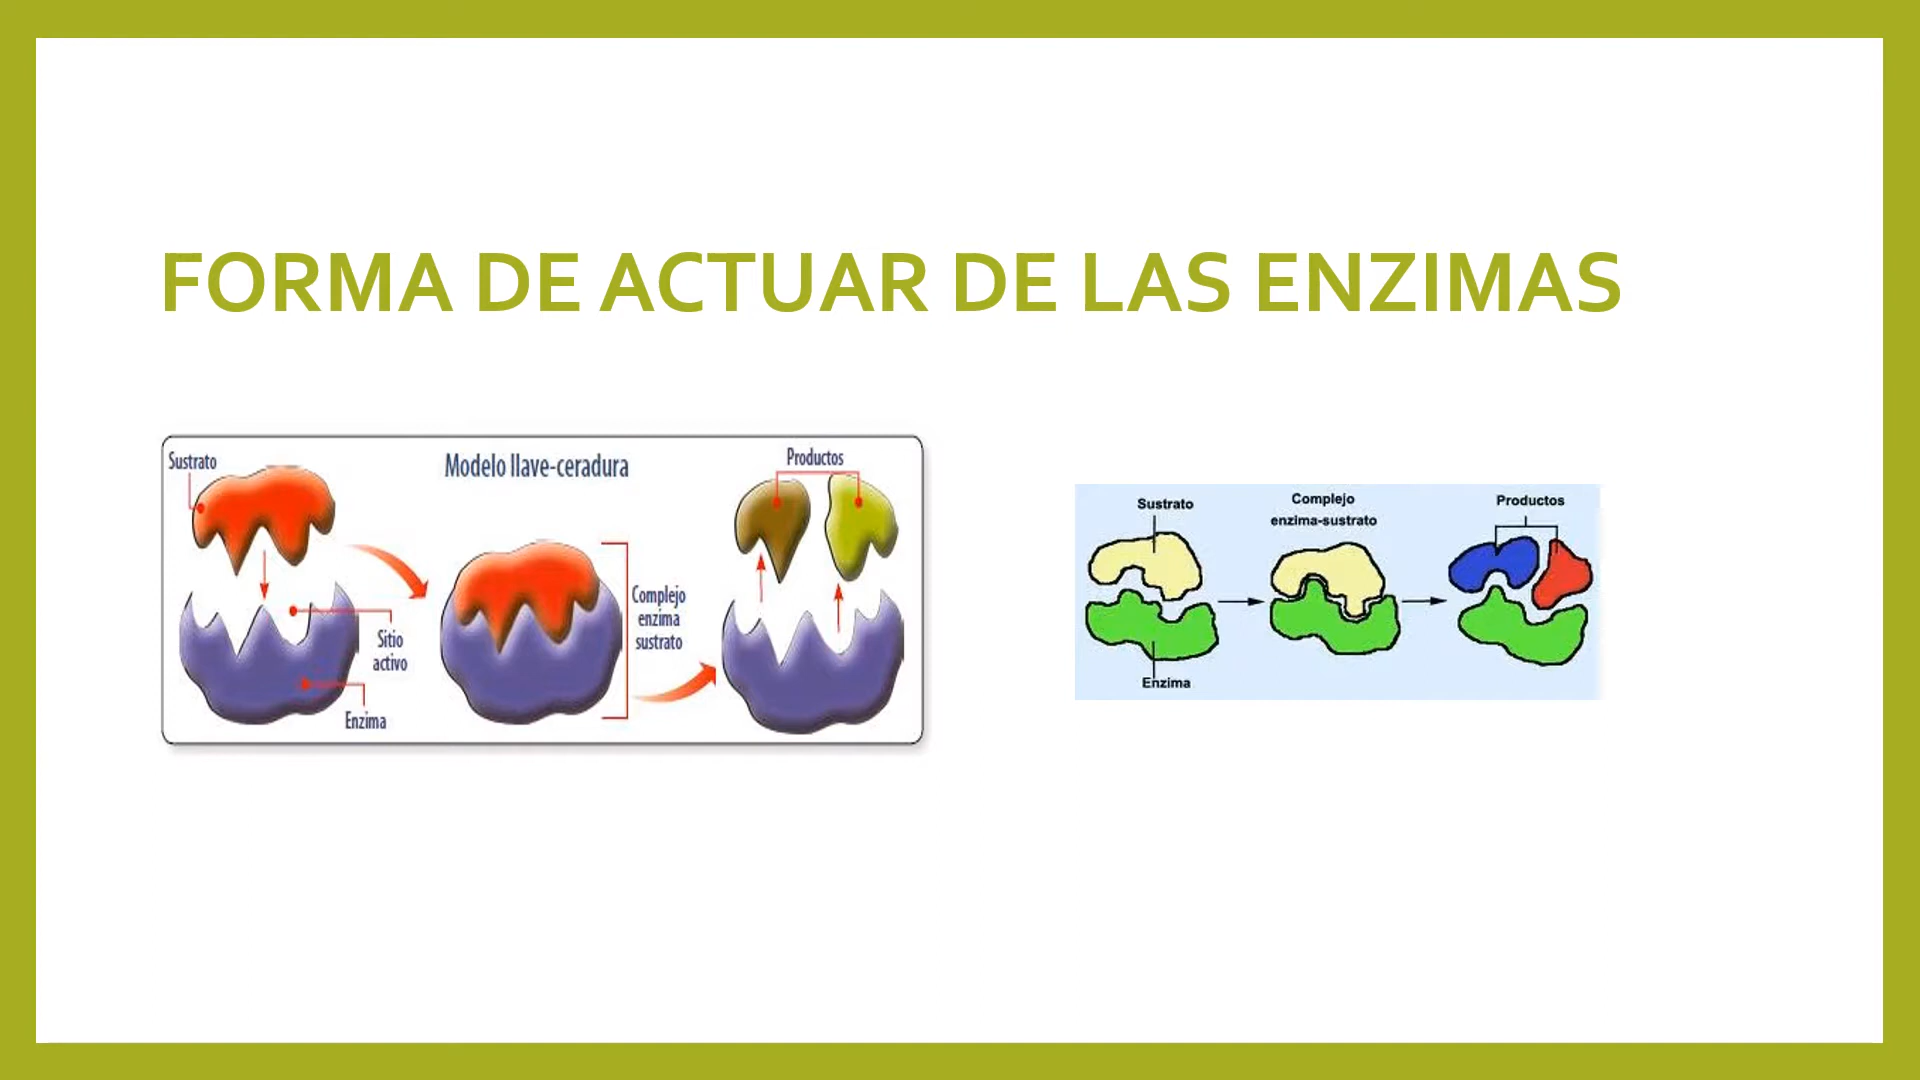 FORMA DE ACTUAR DE LAS ENZIMAS
Sustrato
Modelo llave-ceradura
Productos
Complejo
enzima
sustrato
Sitio
activo
Enzima
Sustrato
Complejo
enzima-sustrato
Productos
Enzima